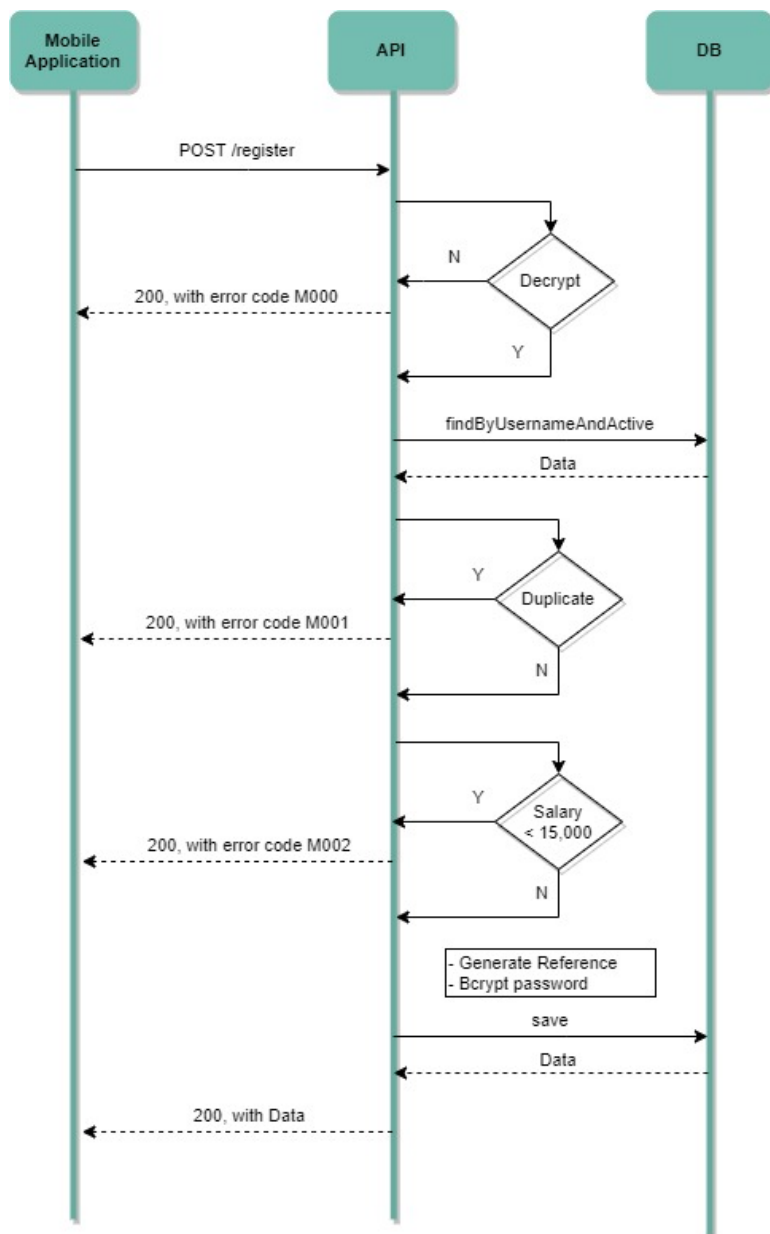 Mobile
Application
API
DB
POST /register
N
Decrypt
200, with error code M000
Y
findByUsernameAndActive
Data
Y
Duplicate
200, with error code M001
N
Y
Salary
< 15,000
200, with error code M002
N
- Generate Reference
- Bcrypt password
save
Data
200, with Data